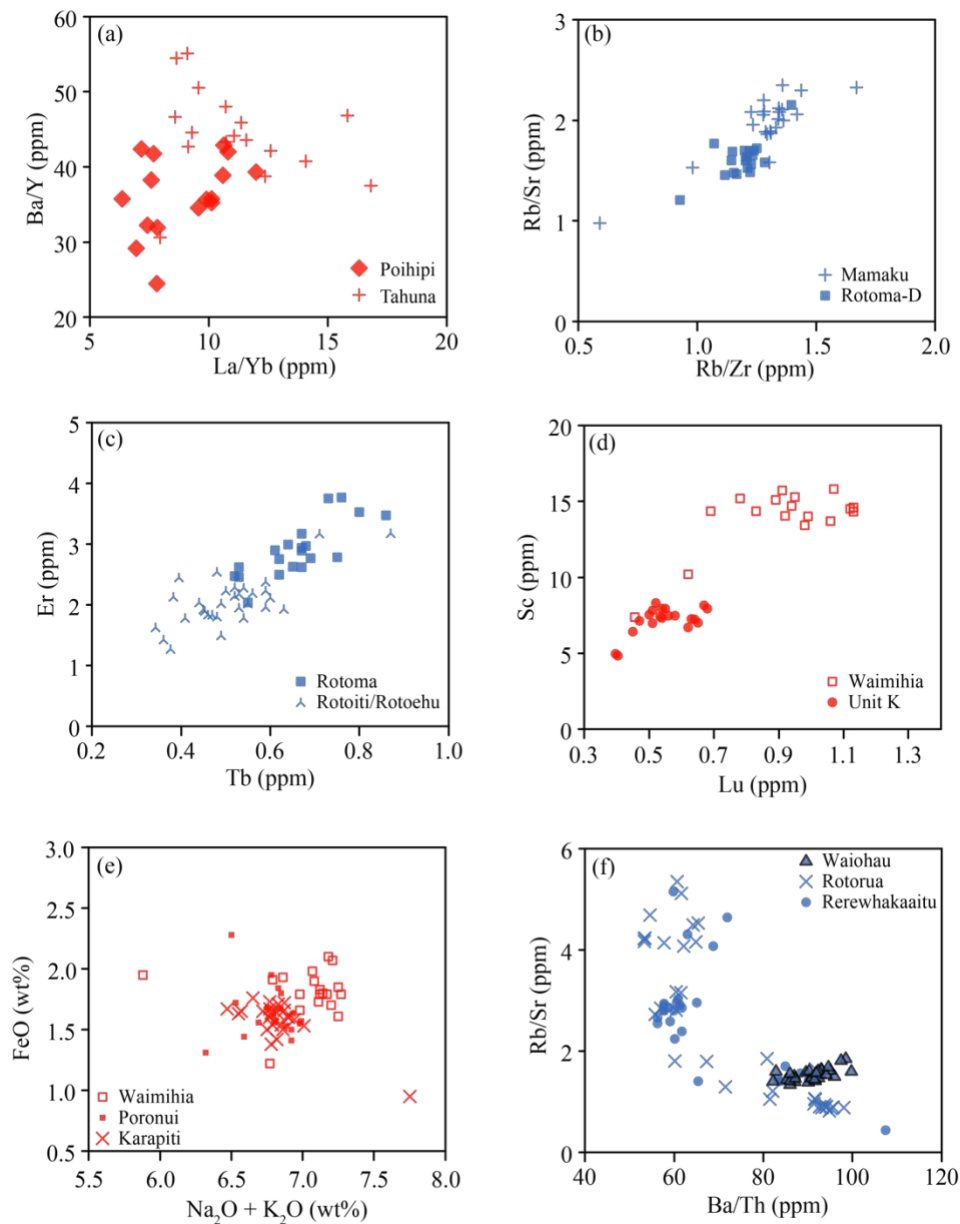 (a)
60
50
40
30
20
Ba/Y (ppm)
5
10
15
20
La/Yb (ppm)
Poihipi
Tahuna
(b)
3
2
1
0
Rb/Sr (ppm)
0.5
1.0
1.5
2.0
Rb/Zr (ppm)
Mamaku
Rotoma-D
(c)
5
4
3
2
1
0
Er (ppm)
0.2
0.4
0.6
0.8
1.0
Tb (ppm)
Rotoma
Rotoiti/Rotoehu
(d)
20
15
10
5
0
Sc (ppm)
0.3
0.5
0.7
0.9
1.1
1.3
Lu (ppm)
Waimihia
Unit K
(e)
3.0
2.5
2.0
1.5
1.0
0.5
FeO (wt%)
5.5
6.0
6.5
7.0
7.5
8.0
Na₂O + K₂O (wt%)
Waimihia
Poronui
Karapiti
(f)
6
4
2
0
Rb/Sr (ppm)
40
60
80
100
120
Ba/Th (ppm)
Waiohau
Rotorua
Rerewhakaaitu